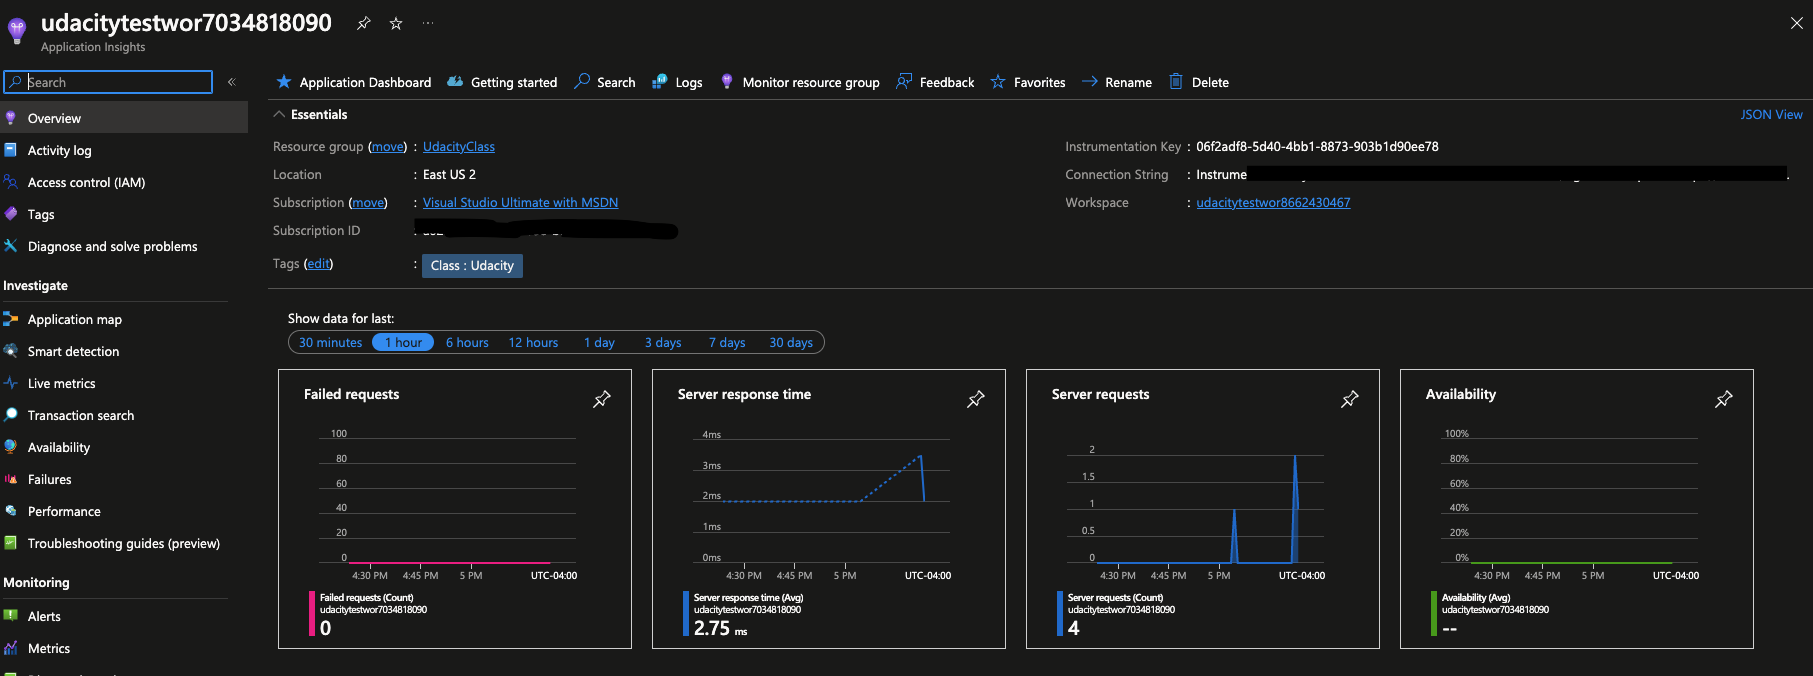 udacitytestwor7034818090
Application Insights
Search
«
Overview
Activity log
Access control (IAM)
Tags
Diagnose and solve problems
Investigate
Application map
Smart detection
Live metrics
Transaction search
Availability
Failures
Performance
Troubleshooting guides (preview)
Monitoring
Alerts
Metrics
Application Dashboard Getting started Search Logs Monitor resource group Feedback Favorites Rename Delete
Essentials
JSON View
Resource group (move) : UdacityClass
Location : East US 2
Subscription (move) : Visual Studio Ultimate with MSDN
Subscription ID :
Tags (edit) : Class : Udacity
Instrumentation Key : 06f2adf8-5d40-4bb1-8873-903b1d90ee78
Connection String : Instrume
Workspace : udacitytestwor8662430467
Show data for last:
30 minutes 1 hour 6 hours 12 hours 1 day 3 days 7 days 30 days
Failed requests
100
80
60
40
20
0
4:30 PM 4:45 PM 5 PM UTC-04:00
Failed requests (Count)
udacitytestwor7034818090
0
Server response time
4ms
3ms
2ms
1ms
0ms
4:30 PM 4:45 PM 5 PM UTC-04:00
Server response time (Avg)
udacitytestwor7034818090
2.75 ms
Server requests
2
1.5
1
0.5
0
4:30 PM 4:45 PM 5 PM UTC-04:00
Server requests (Count)
udacitytestwor7034818090
4
Availability
100%
80%
60%
40%
20%
0%
4:30 PM 4:45 PM 5 PM UTC-04:00
Availability (Avg)
udacitytestwor7034818090
--